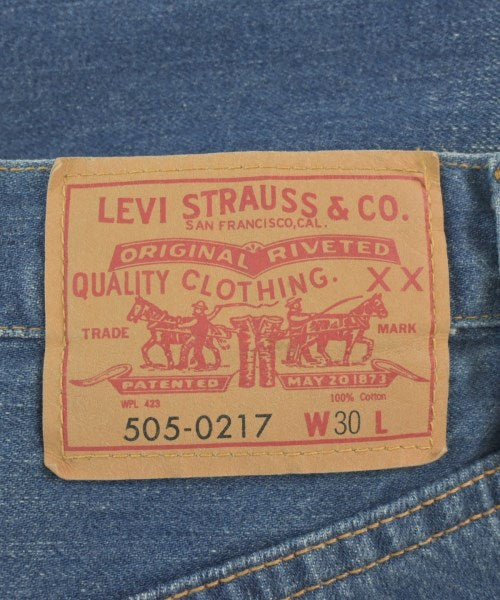 LEVI STRAUSS & CO.
SAN FRANCISCO, CAL.
ORIGINAL RIVETED
QUALITY CLOTHING. XX
TRADE MARK
PATENTED MAY 20 1873
WPL 423 100% Cotton
505-0217 W 30 L